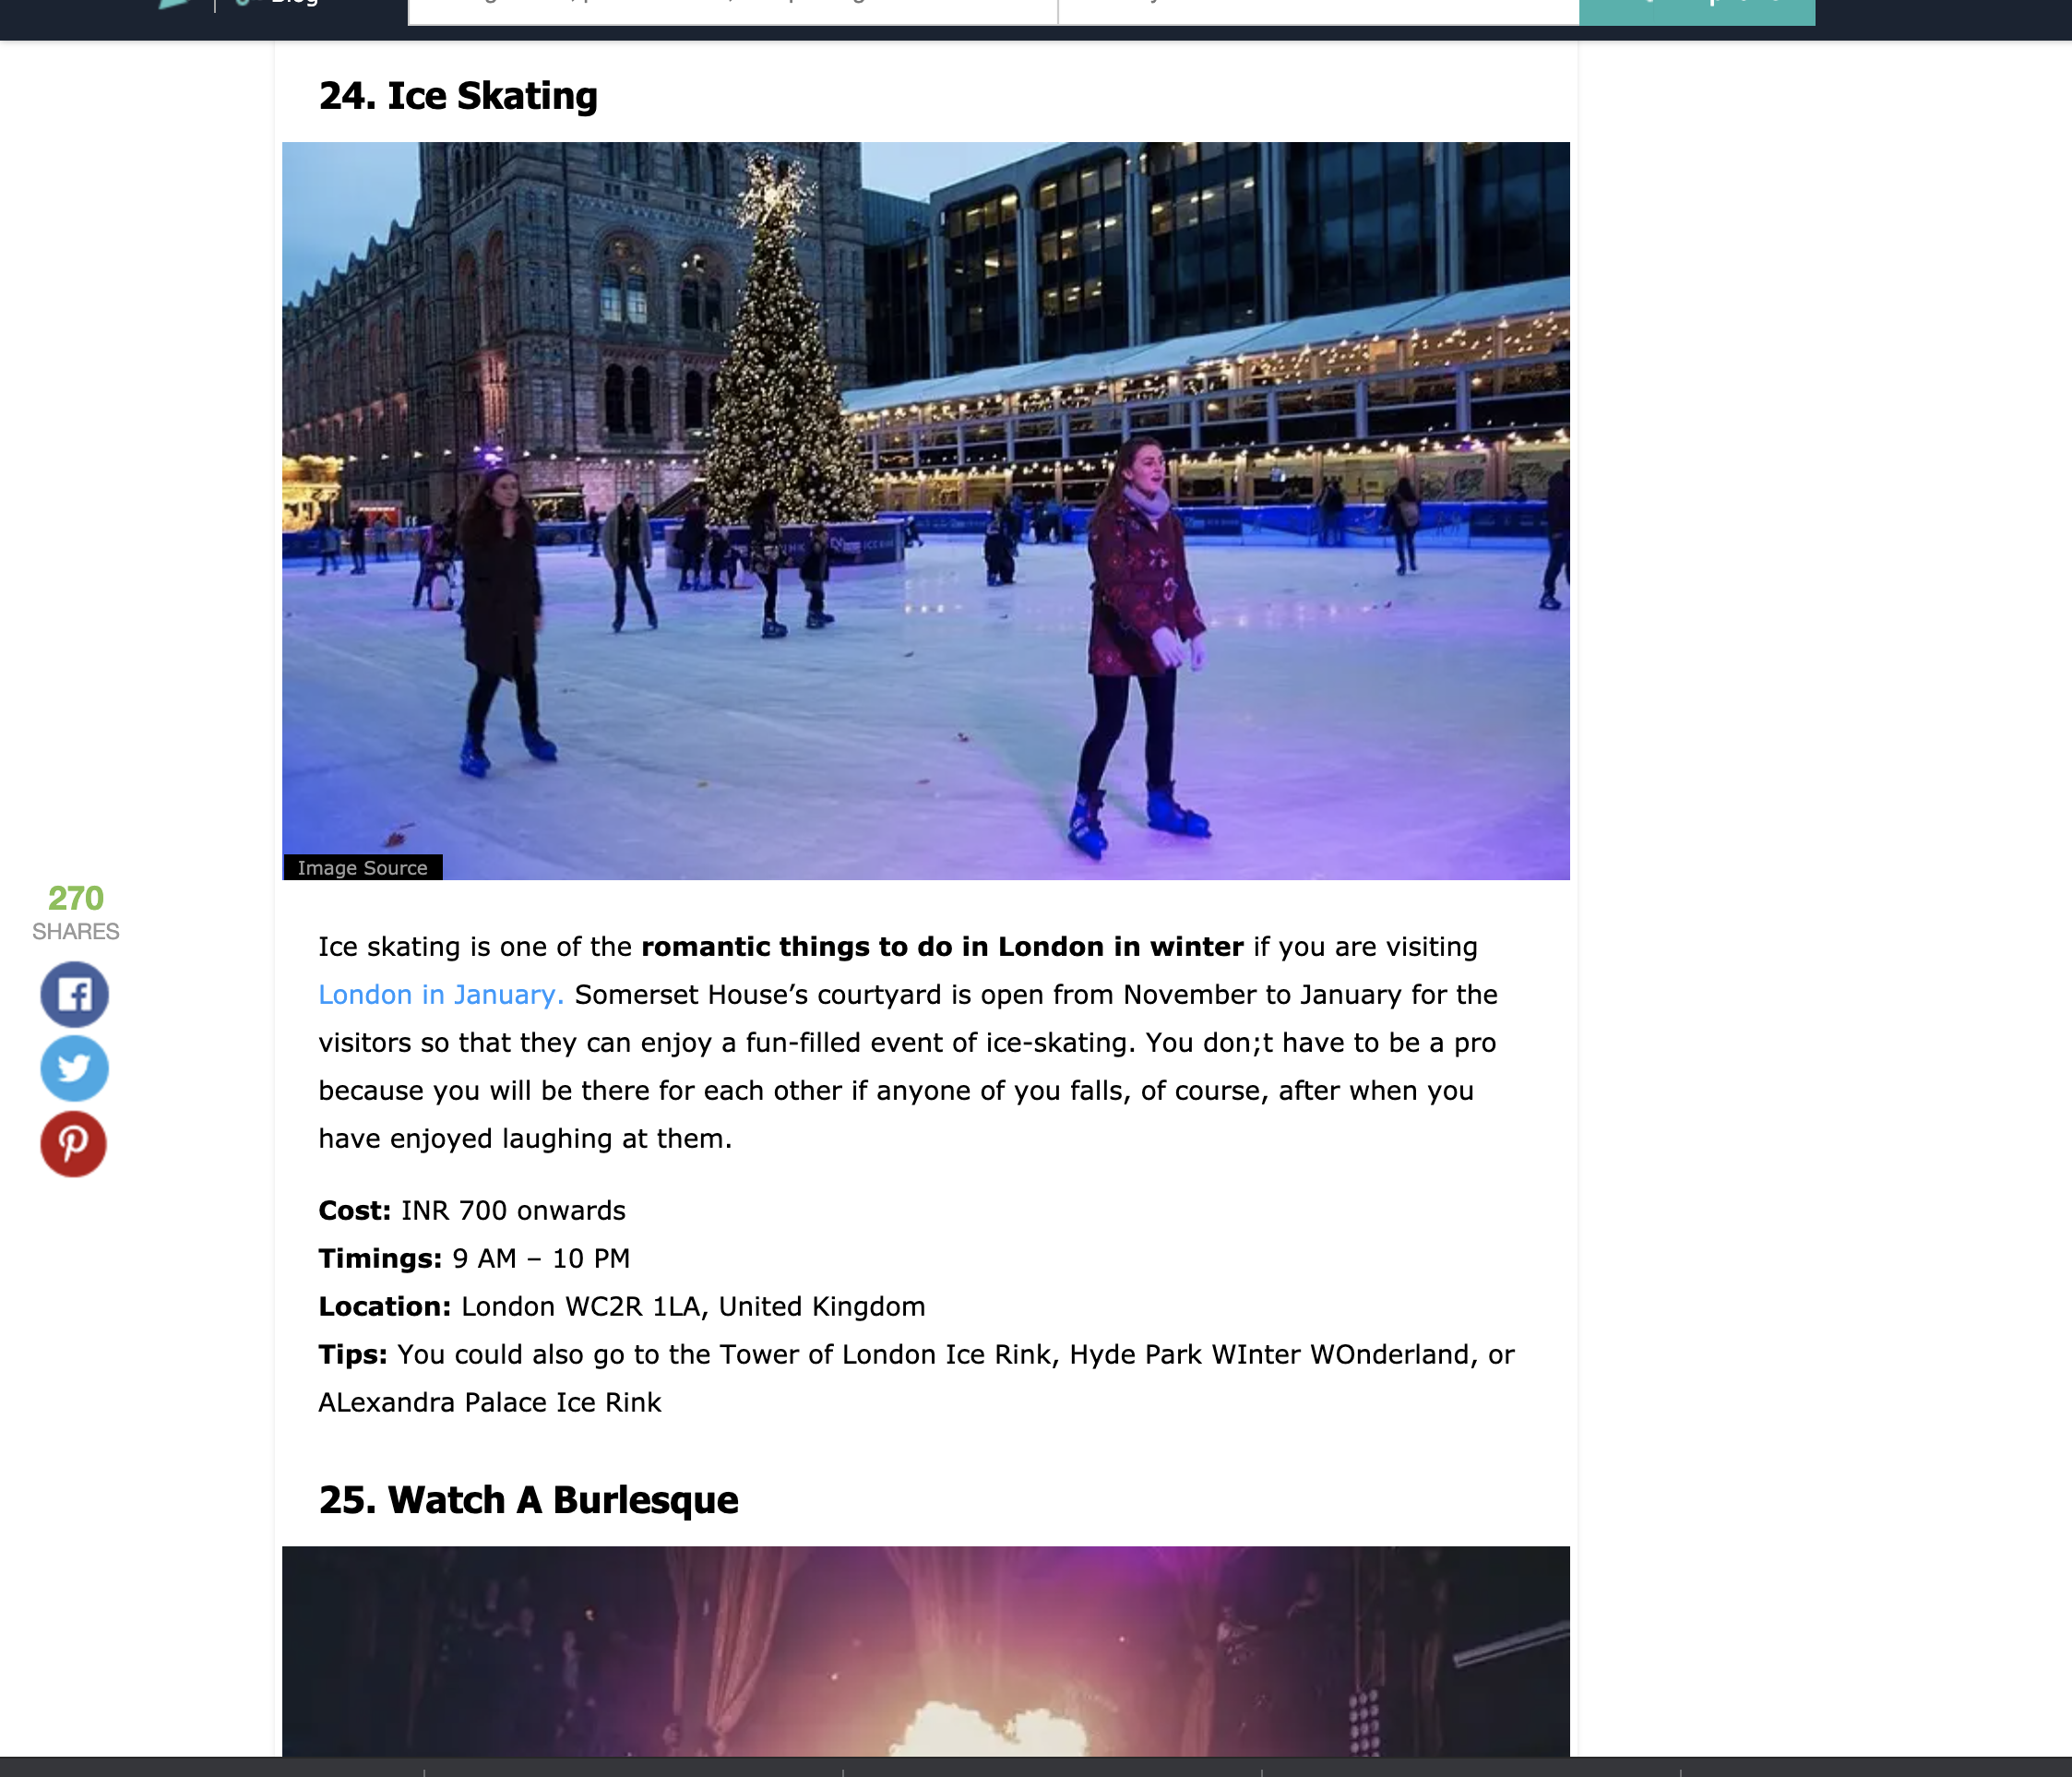 Blog
24. Ice Skating
Image Source
270
SHARES
Ice skating is one of the romantic things to do in London in winter if you are visiting
London in January. Somerset House’s courtyard is open from November to January for the
visitors so that they can enjoy a fun-filled event of ice-skating. You don;t have to be a pro
because you will be there for each other if anyone of you falls, of course, after when you
have enjoyed laughing at them.
Cost: INR 700 onwards
Timings: 9 AM – 10 PM
Location: London WC2R 1LA, United Kingdom
Tips: You could also go to the Tower of London Ice Rink, Hyde Park WInter WOnderland, or
ALexandra Palace Ice Rink
25. Watch A Burlesque